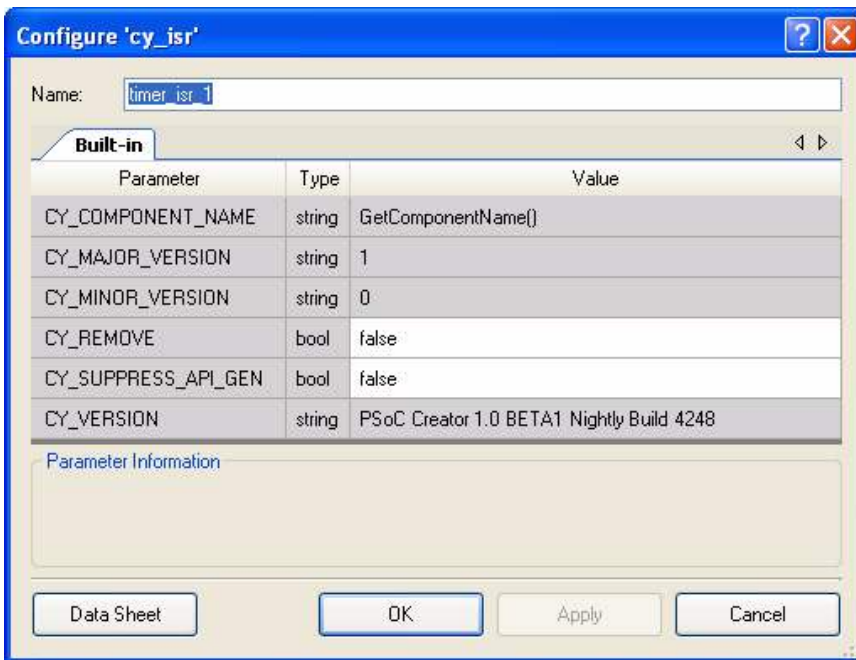 Configure 'cy_isr'
Name: timer_isr_1
Built-in
Parameter Type Value
CY_COMPONENT_NAME string GetComponentName()
CY_MAJOR_VERSION string 1
CY_MINOR_VERSION string 0
CY_REMOVE bool false
CY_SUPPRESS_API_GEN bool false
CY_VERSION string PSoC Creator 1.0 BETA1 Nightly Build 4248
Parameter Information
Data Sheet OK Apply Cancel